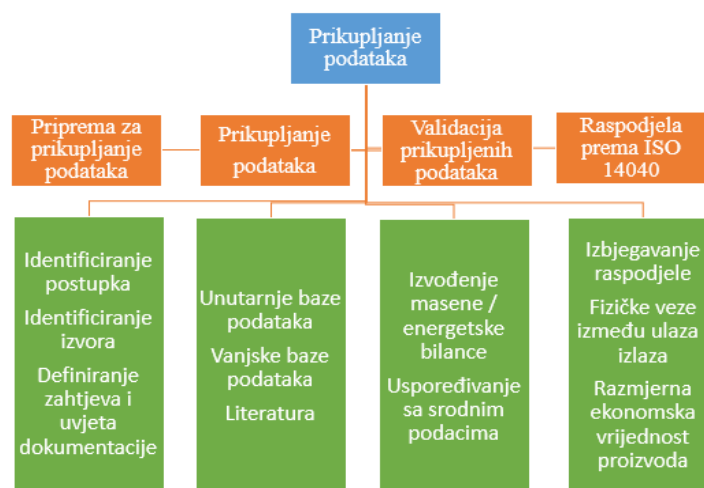 Prikupljanje
podataka
Priprema za
prikupljanje
podataka
Prikupljanje
podataka
Validacija
prikupljenih
podataka
Raspodjela
prema ISO
14040
Identificiranje
postupka
Identificiranje
izvora
Definiranje
zahtjeva i
uvjeta
dokumentacije
Unutarnje baze
podataka
Vanjske baze
podataka
Literatura
Izvođenje
masene /
energetske
bilance
Uspoređivanje
sa srodnim
podacima
Izbjegavanje
raspodjele
Fizičke veze
između ulaza
izlaza
Razmjerna
ekonomska
vrijednost
proizvoda